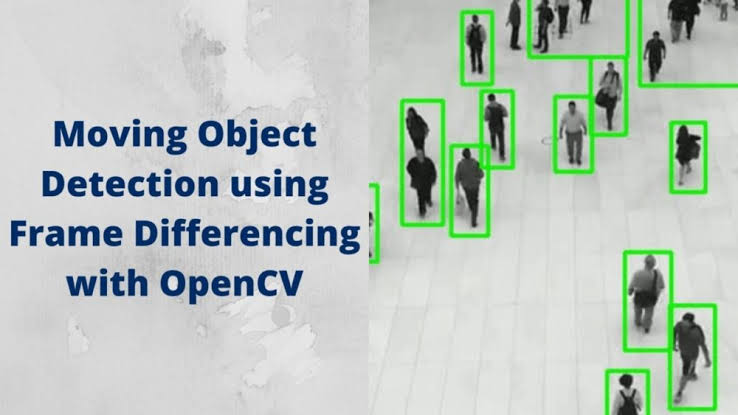 Moving Object
Detection using
Frame Differencing
with OpenCV